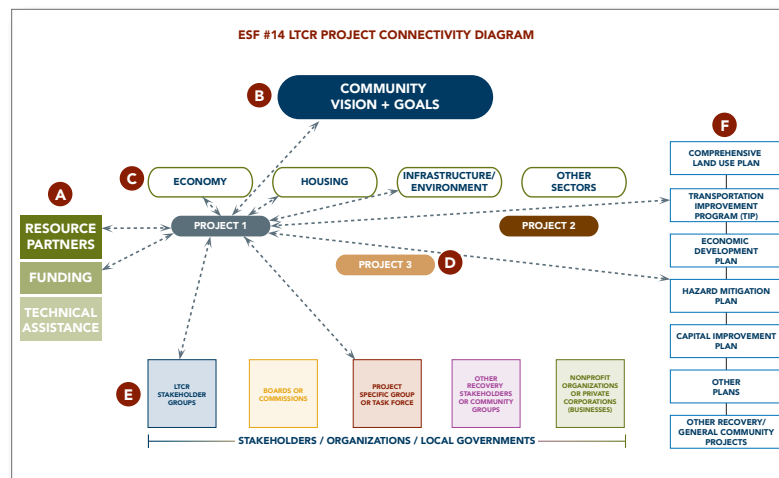 ESF #14 LTCR PROJECT CONNECTIVITY DIAGRAM
B
COMMUNITY
VISION + GOALS
F
COMPREHENSIVE
LAND USE PLAN
C
ECONOMY
HOUSING
INFRASTRUCTURE/
ENVIRONMENT
OTHER
SECTORS
A
TRANSPORTATION
IMPROVEMENT
PROGRAM (TIP)
RESOURCE
PARTNERS
PROJECT 1
PROJECT 2
ECONOMIC
DEVELOPMENT
PLAN
FUNDING
PROJECT 3
D
HAZARD MITIGATION
PLAN
TECHNICAL
ASSISTANCE
CAPITAL IMPROVEMENT
PLAN
E
LTCR
STAKEHOLDER
GROUPS
BOARDS OR
COMMISSIONS
PROJECT
SPECIFIC GROUP
OR TASK FORCE
OTHER
RECOVERY
STAKEHOLDERS
OR COMMUNITY
GROUPS
NONPROFIT
ORGANIZATIONS
OR PRIVATE
CORPORATIONS
(BUSINESSES)
OTHER
PLANS
OTHER RECOVERY/
GENERAL COMMUNITY
PROJECTS
STAKEHOLDERS / ORGANIZATIONS / LOCAL GOVERNMENTS